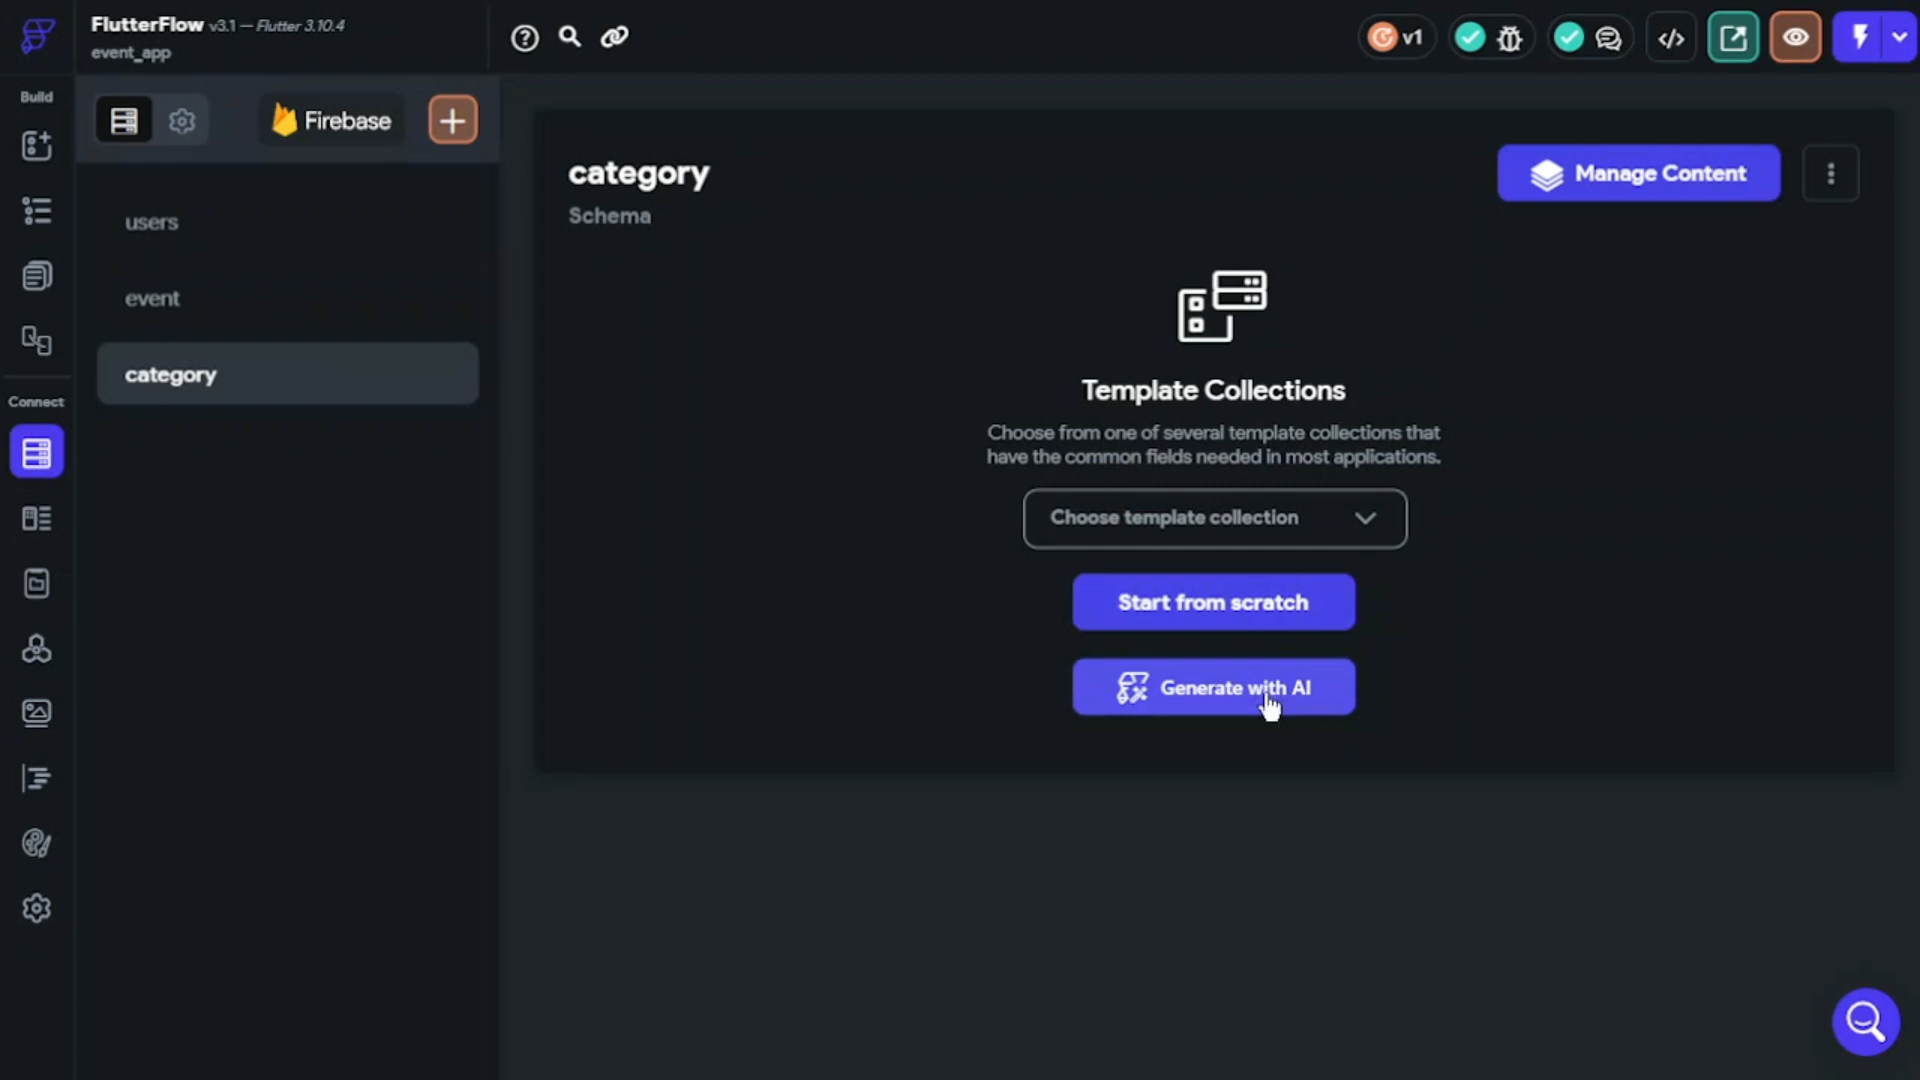 FlutterFlow v3.1 — Flutter 3.10.4
event_app
v1
Build
Firebase
users
event
category
Connect
category
Schema
Manage Content
Template Collections
Choose from one of several template collections that
have the common fields needed in most applications.
Choose template collection
Start from scratch
Generate with AI